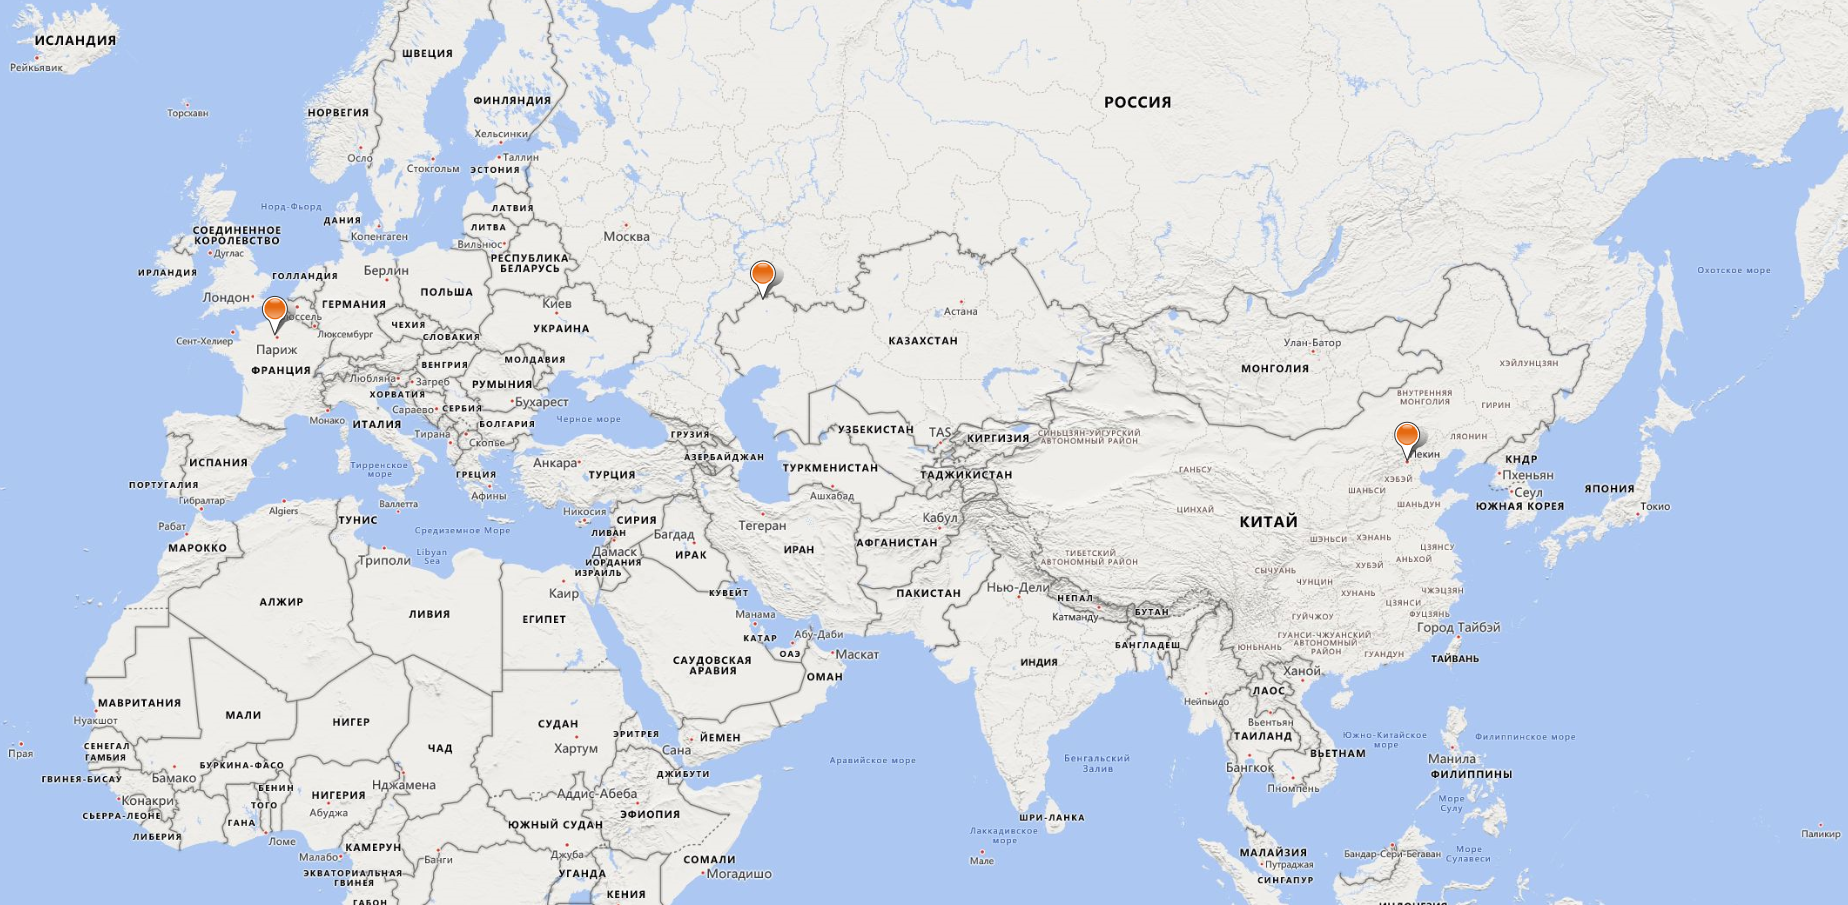 ИСЛАНДИЯ
Рейкьявик
Торсхавн
ШВЕЦИЯ
ФИНЛЯНДИЯ
НОРВЕГИЯ
Хельсинки
Осло
Стокгольм
Таллин
ЭСТОНИЯ
РОССИЯ
Норд-Фьорд
ДАНИЯ
Копенгаген
ЛАТВИЯ
ЛИТВА
Вильнюс
Москва
СОЕДИНЕННОЕ
КОРОЛЕВСТВО
Дуглас
ИРЛАНДИЯ
ГОЛЛАНДИЯ
Берлин
РЕСПУБЛИКА
БЕЛАРУСЬ
Охотское море
Лондон
ГЕРМАНИЯ
ПОЛЬША
Киев
УКРАИНА
Астана
КАЗАХСТАН
Сент-Хелиер
Люксембург
ЧЕХИЯ
СЛОВАКИЯ
Париж
ФРАНЦИЯ
ВЕНГРИЯ
МОЛДАВИЯ
Улан-Батор
МОНГОЛИЯ
ХЭЙЛУНЦЗЯН
Любляна
Загреб
РУМЫНИЯ
ХОРВАТИЯ
Бухарест
Сараево
СЕРБИЯ
Монако
ИТАЛИЯ
БОЛГАРИЯ
Черное море
ВНУТРЕННЯЯ
МОНГОЛИЯ
ГИРИН
Тирана
Скопье
ГРУЗИЯ
УЗБЕКИСТАН
TAS
КИРГИЗИЯ
СИНЬЦЗЯН-УЙГУРСКИЙ
АВТОНОМНЫЙ РАЙОН
ЛЯОНИН
ИСПАНИЯ
Тирренское
море
ГРЕЦИЯ
Анкара
ТУРЦИЯ
АЗЕРБАЙДЖАН
ТУРКМЕНИСТАН
ТАДЖИКИСТАН
ГАНЬСУ
ХЭБЭЙ
КНДР
Пхеньян
ПОРТУГАЛИЯ
Гибралтар
Афины
Ашхабад
ШАНЬСИ
Сеул
ЯПОНИЯ
Algiers
Валлетта
Никосия
СИРИЯ
Тегеран
Кабул
ЦИНХАЙ
КИТАЙ
ШАНЬДУН
ЮЖНАЯ КОРЕЯ
Токио
Рабат
ТУНИС
Средиземное Море
ЛИВАН
Багдад
МАРОККО
Триполи
Libyan
Sea
Дамаск
ИРАК
ИРАН
АФГАНИСТАН
ШЭНЬСИ
ХЭНАНЬ
ЦЗЯНСУ
ИОРДАНИЯ
ИЗРАИЛЬ
ТИБЕТСКИЙ
АВТОНОМНЫЙ РАЙОН
СЫЧУАНЬ
ХУБЭЙ
АНЬХОЙ
АЛЖИР
ЛИВИЯ
ЕГИПЕТ
Каир
КУВЕЙТ
ПАКИСТАН
Нью-Дели
НЕПАЛ
Катманду
БУТАН
ЧУНЦИН
ХУНАНЬ
ЧЖЭЦЗЯН
ЦЗЯНСИ
ФУЦЗЯНЬ
Манама
КАТАР
Абу-Даби
ОАЭ
Маскат
САУДОВСКАЯ
АРАВИЯ
ОМАН
ИНДИЯ
БАНГЛАДЕШ
ГУЙЧЖОУ
ГУАНСИ-ЧЖУАНСКИЙ
АВТОНОМНЫЙ
РАЙОН
ЮНЬНАНЬ
ГУАНДУН
Город Тайбэй
ТАЙВАНЬ
Ханой
ЛАОС
Нейпьидо
Вьентьян
ТАИЛАНД
ВЬЕТНАМ
Бангкок
Пномпень
Южно-Китайское
море
Филиппинское море
Манила
ФИЛИППИНЫ
МАВРИТАНИЯ
Нуакшот
МАЛИ
НИГЕР
ЧАД
СУДАН
Хартум
ЭРИТРЕЯ
Сана
ЙЕМЕН
Прая
СЕНЕГАЛ
ГАМБИЯ
ГВИНЕЯ-БИСАУ
Бамако
БУРКИНА-ФАСО
Нджамена
ДЖИБУТИ
Аравийское море
Бенгальский
Залив
Конакри
СЬЕРРА-ЛЕОНЕ
БЕНИН
ТОГО
НИГЕРИЯ
Абуджа
Аддис-Абеба
ЭФИОПИЯ
ЮЖНЫЙ СУДАН
ГАНА
ЛИБЕРИЯ
Ломе
КАМЕРУН
Малабо
Банги
Джуба
УГАНДА
ЭКВАТОРИАЛЬНАЯ
ГВИНЕЯ
ГАБОН
КЕНИЯ
СОМАЛИ
Могадишо
ШРИ-ЛАНКА
Лаккадивское
море
Мале
Море
Сулу
МАЛАЙЗИЯ
Путраджая
СИНГАПУР
Бандар-Сери-Бегаван
Море
Сулавеси
Паликир